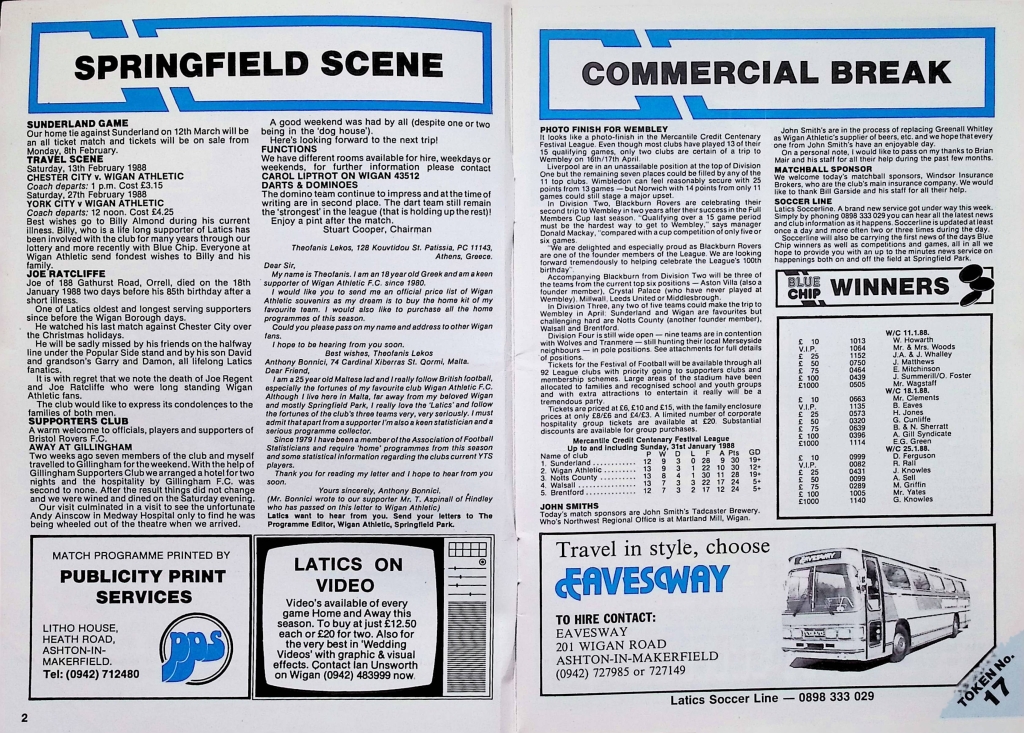 SPRINGFIELD SCENE
SUNDERLAND GAME
Our home tie against Sunderland on 12th March will be
an all ticket match and tickets will be on sale from
Monday, 8th February.
TRAVEL SCENE
Saturday, 13th February 1988
CHESTER CITY v. WIGAN ATHLETIC
Coach departs: 1 p.m. Cost £3.15
Saturday, 27th February 1988
YORK CITY v WIGAN ATHLETIC
Coach departs: 12 noon. Cost £4.25
Best wishes go to Billy Almond during his current
illness. Billy, who is a life long supporter of Latics has
been involved with the club for many years through our
lottery and more recently with Blue Chip. Everyone at
Wigan Athletic send fondest wishes to Billy and his
family.
JOE RATCLIFFE
Joe of 188 Gathurst Road, Orrell, died on the 18th
January 1988 two days before his 85th birthday after a
short illness.
One of Latics oldest and longest serving supporters
since before the Wigan Borough days.
He watched his last match against Chester City over
the Christmas holidays.
He will be sadly missed by his friends on the halfway
line under the Popular Side stand and by his son David
and grandson's Garry and Damon, all lifelong Latics
fanatics.
It is with regret that we note the death of Joe Regent
and Joe Ratcliffe who were long standing Wigan
Athletic fans.
The club would like to express its condolences to the
families of both men.
SUPPORTERS CLUB
A warm welcome to officials, players and supporters of
Bristol Rovers F.C.
AWAY AT GILLINGHAM
Two weeks ago seven members of the club and myself
travelled to Gillingham for the weekend. With the help of
Gillingham Supporters Club we arranged a hotel for two
nights and the hospitality by Gillingham F.C. was
second to none. After the result things did not change
and we were wined and dined on the Saturday evening.
Our visit culminated in a visit to see the unfortunate
Andy Ainscow in Medway Hospital only to find he was
being wheeled out of the theatre when we arrived.
A good weekend was had by all (despite one or two
being in the 'dog house').
Here's looking forward to the next trip!
FUNCTIONS
We have different rooms available for hire, weekdays or
weekends, for further information please contact
CAROL LIPTROT ON WIGAN 43512
DARTS & DOMINOES
The domino team continue to impress and at the time of
writing are in second place. The dart team still remain
the 'strongest' in the league (that is holding up the rest)!
Enjoy a pint after the match.
Stuart Cooper, Chairman
Theofanis Lekos, 128 Kouvtidou St. Patissia, PC 11143,
Athens, Greece.
Dear Sir,
My name is Theofanis. I am an 18 year old Greek and am a keen
supporter of Wigan Athletic F.C. since 1980.
I would like you to send me an official price list of Wigan
Athletic souvenirs as my dream is to buy the home kit of my
favourite team. I would also like to purchase all the home
programmes of this season.
Could you please pass on my name and address to other Wigan
fans.
I hope to be hearing from you soon.
Best wishes, Theofanis Lekos
Anthony Bonnici, 74 Cardinal Xiberras St. Qormi, Malta.
Dear Friend,
I am a 25 year old Maltese lad and I really follow British football,
especially the fortunes of my favourite club Wigan Athletic F.C.
Although I live here in Malta, far away from my beloved Wigan
and mostly Springfield Park, I really love the 'Latics' and follow
the fortunes of the club's three teams very, very seriously. I must
admit that apart from a supporter I'm also a keen statistician and a
serious programme collector.
Since 1979 I have been a member of the Association of Football
Statisticians and require 'home' programmes from this season
and some statistical information regarding the clubs current YTS
players.
Thank you for reading my letter and I hope to hear from you
soon.
Yours sincerely, Anthony Bonnici.
(Mr. Bonnici wrote to our supporter Mr. T. Aspinall of Hindley
who has passed on this letter to Wigan Athletic)
Latics want to hear from you. Send your letters to The
Programme Editor, Wigan Athletic, Springfield Park.
MATCH PROGRAMME PRINTED BY
PUBLICITY PRINT
SERVICES
LITHO HOUSE,
HEATH ROAD,
ASHTON-IN-
MAKERFIELD.
Tel: (0942) 712480
pps
LATICS ON
VIDEO
Video's available of every
game Home and Away this
season. To buy at just £12.50
each or £20 for two. Also for
the very best in 'Wedding
Videos' with graphic & visual
effects. Contact Ian Unsworth
on Wigan (0942) 483999 now.
2
COMMERCIAL BREAK
PHOTO FINISH FOR WEMBLEY
It looks like a photo-finish in the Mercantile Credit Centenary
Festival League. Even though most clubs have played 13 of their
15 qualifying games, only two clubs are certain of a trip to
Wembley on 16th/17th April.
Liverpool are in an unassailable position at the top of Division
One but the remaining seven places could be filled by any of the
11 top clubs. Wimbledon can feel reasonably secure with 25
points from 13 games — but Norwich with 14 points from only 11
games could still stage a major upset.
In Division Two, Blackburn Rovers are celebrating their
second trip to Wembley in two years after their success in the Full
Members Cup last season. "Qualifying over a 15 game period
must be the hardest way to get to Wembley," says manager
Donald Mackay, "compared with a cup competition of only five or
six games.
"We are delighted and especially proud as Blackburn Rovers
are one of the founder members of the League. We are looking
forward tremendously to helping celebrate the League's 100th
birthday".
Accompanying Blackburn from Division Two will be three of
the teams from the current top six positions — Aston Villa (also a
founder member), Crystal Palace (who have never played at
Wembley), Millwall, Leeds United or Middlesbrough.
In Division Three, any two of five teams could make the trip to
Wembley in April: Sunderland and Wigan are favourites but
challenging hard are Notts County (another founder member),
Walsall and Brentford.
Division Four is still wide open — nine teams are in contention
with Wolves and Tranmere — still hunting their local Merseyside
neighbours — in pole positions. See attachments for full details
of positions.
Tickets for the Festival of Football will be available through all
92 League clubs with priority going to supporters clubs and
membership schemes. Large areas of the stadium have been
allocated to families and recognised school and youth groups
and with extra attractions to entertain it really will be a
tremendous party.
Tickets are priced at £6, £10 and £15, with the family enclosure
prices at only £8/£6 and £4/£3. A limited number of corporate
hospitality group tickets are available at £20. Substantial
discounts are available for group purchases.
Mercantile Credit Centenary Festival League
Up to and including Sunday, 31st January 1988
Name of club P W D L F A Pts GD
1. Sunderland ............ 12 9 3 0 28 9 30 19+
2. Wigan Athletic ......... 13 9 3 1 22 10 30 12+
3. Notts County ........... 13 8 4 1 30 11 28 19+
4. Walsall ................ 13 7 3 3 22 17 24 5+
5. Brentford .............. 12 7 3 2 17 12 24 5+
JOHN SMITHS
Today's match sponsors are John Smith's Tadcaster Brewery.
Who's Northwest Regional Office is at Martland Mill, Wigan.
John Smith's are in the process of replacing Greenall Whitley
as Wigan Athletic's supplier of beers, etc. and we hope that every
one from John Smith's have an enjoyable day.
On a personal note, I would like to pass on my thanks to Brian
Mair and his staff for all their help during the past few months.
MATCHBALL SPONSOR
We welcome today's matchball sponsors, Windsor Insurance
Brokers, who are the club's main insurance company. We would
like to thank Bill Garside and his staff for all their help.
SOCCER LINE
Latics Soccerline. A brand new service got under way this week.
Simply by phoning 0898 333 029 you can hear all the latest news
and club information as it happens. Soccerline is updated at least
once a day and more often two or three times during the day.
Soccerline will also be carrying the first news of the days Blue
Chip winners as well as competitions and games, all in all we
hope to provide you with an up to the minutes news service on
happenings both on and off the field at Springfield Park.
BLUE CHIP WINNERS
W/C 11.1.88.
£ 10 1013 W. Howarth
V.I.P. 1064 Mr. & Mrs. Woods
£ 25 1152 J.A. & J. Whalley
£ 50 0750 J. Matthews
£ 75 0464 E. Mitchinson
£ 100 0439 J. Summerill/O. Foster
£1000 0505 Mr. Wagstaff
W/C 18.1.88.
£ 10 0663 Mr. Clements
V.I.P. 1135 B. Eaves
£ 25 0573 H. Jones
£ 50 0320 G. Cunliffe
£ 75 0639 B. & N. Sherratt
£ 100 0396 A. Gill Syndicate
£1000 1114 E.G. Green
W/C 25.1.88.
£ 10 0999 D. Ferguson
V.I.P. 0082 R. Rall
£ 25 0431 J. Knowles
£ 50 0099 A. Sell
£ 75 0289 M. Griffin
£ 100 1005 Mr. Yates
£1000 1140 G. Knowles
Travel in style, choose
EAVESWAY
TO HIRE CONTACT:
EAVESWAY
201 WIGAN ROAD
ASHTON-IN-MAKERFIELD
(0942) 727985 or 727149
EAVESWAY
Latics Soccer Line — 0898 333 029
TOKEN No.
17